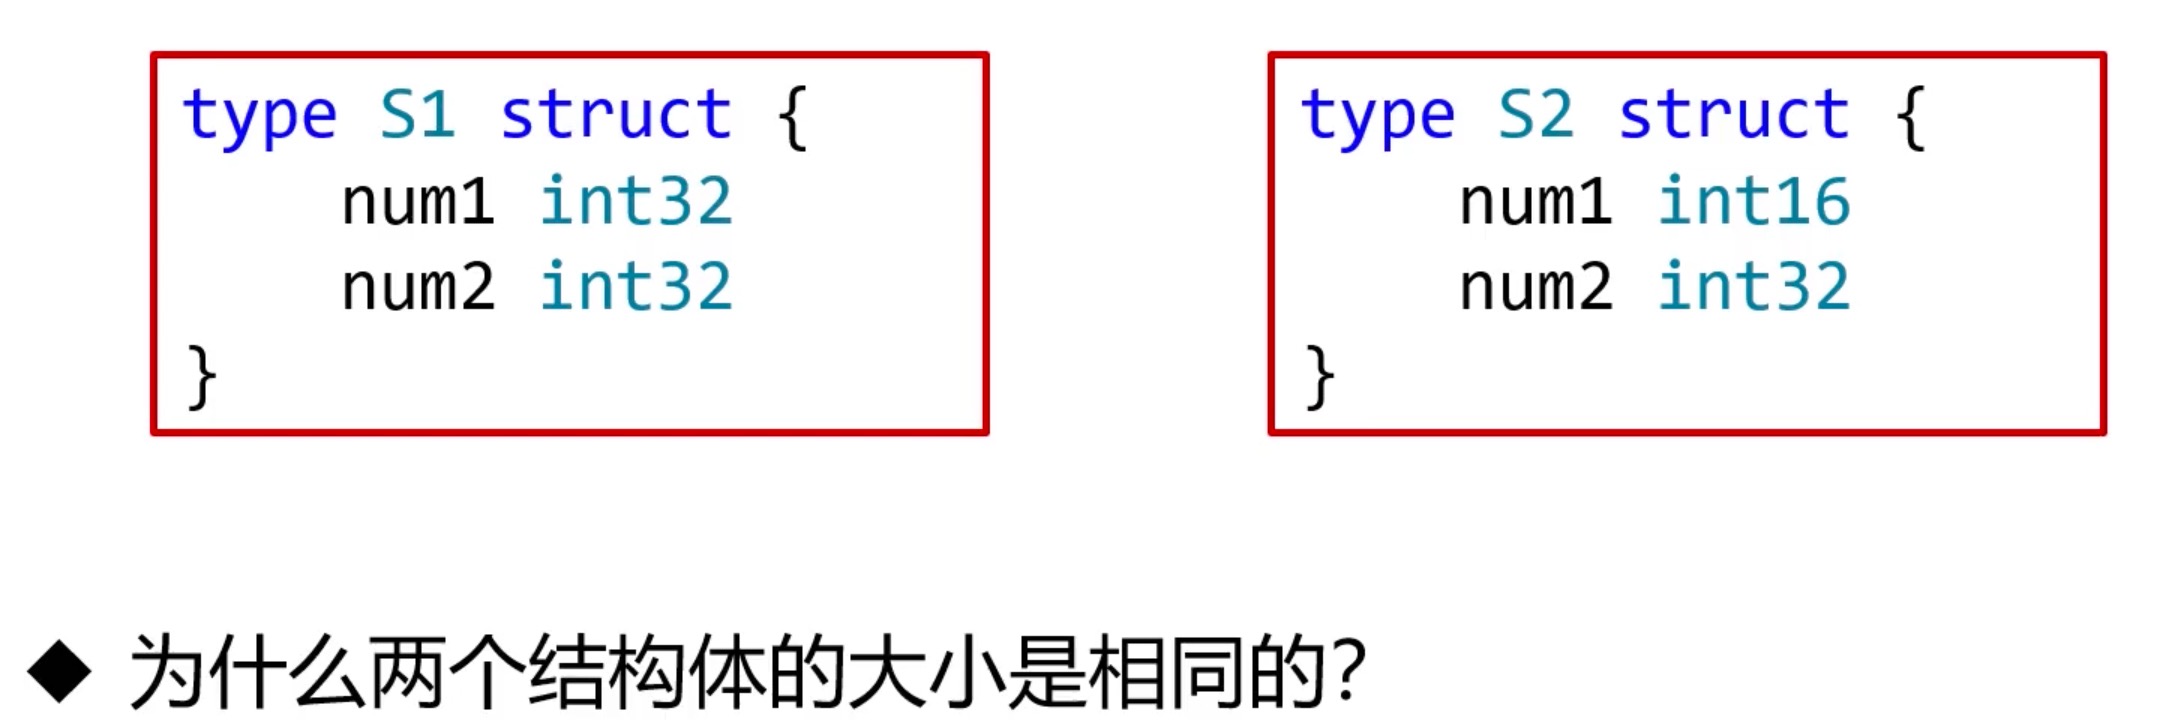 type S1 struct {
    num1 int32
    num2 int32
}
type S2 struct {
    num1 int16
    num2 int32
}
◆ 为什么两个结构体的大小是相同的？